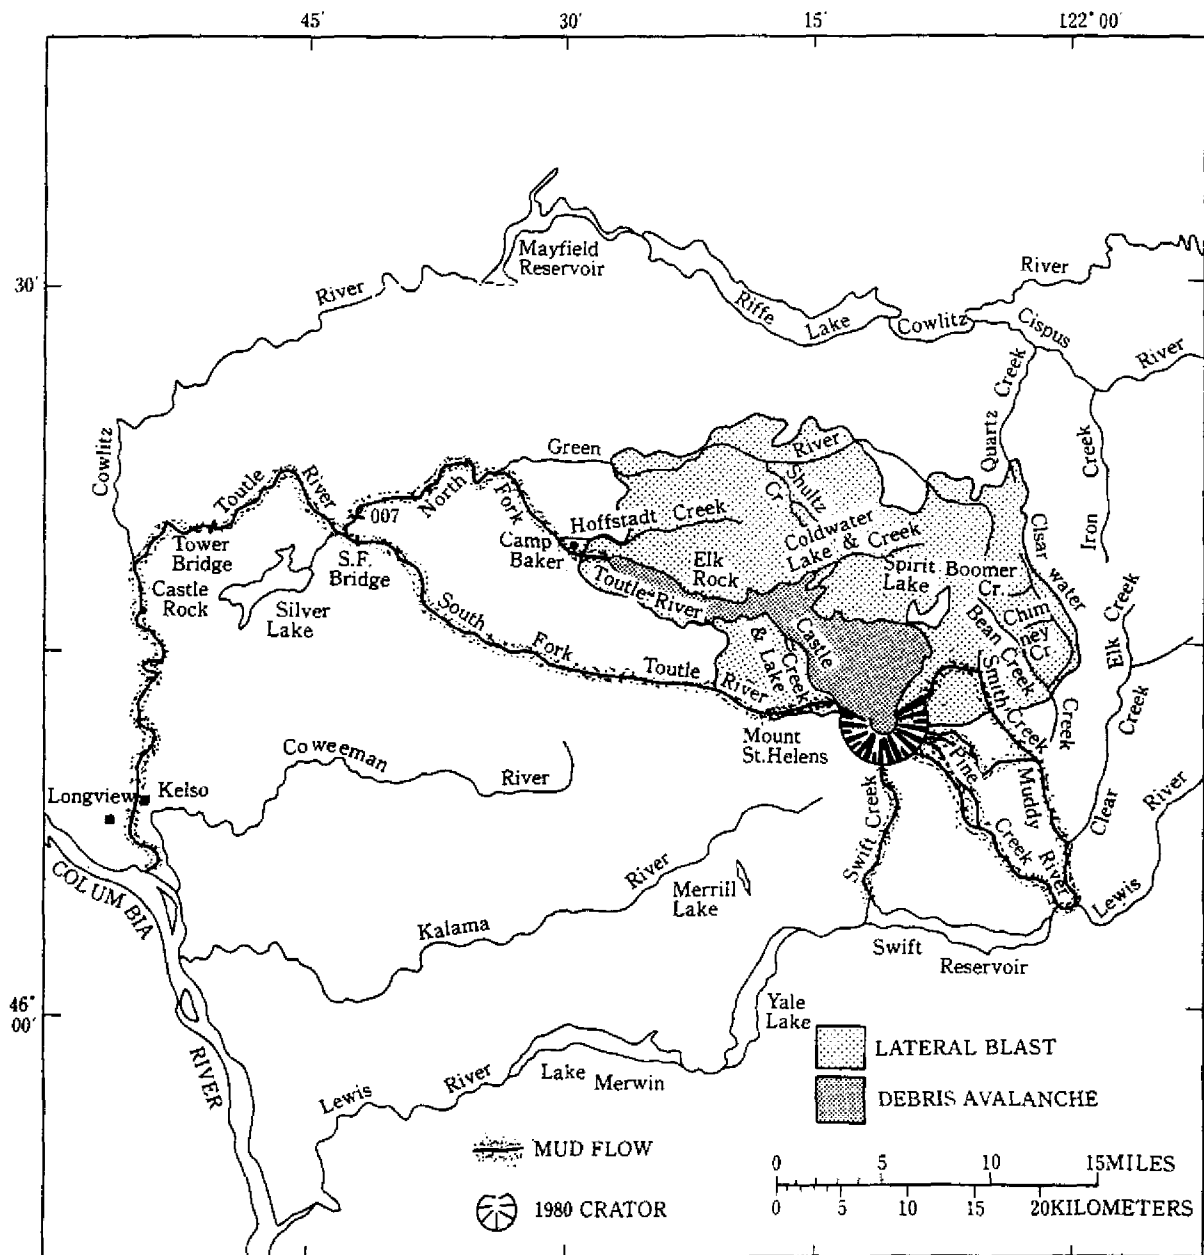 45′
30′
15′
122° 00′
Mayfield
Reservoir
River
30′
River
Riffe
Lake
Cowlitz
Cispus
River
Quartz Creek
Iron Creek
Cowlitz
Green
River
Toutle
River
North
Fork
007
Shultz
Cr
Hoffstadt Creek
Coldwater
Lake & Creek
Camp
Baker
Elk
Rock
Spirit
Lake
Boomer
Cr.
Clsar water
Tower
Bridge
S.F.
Bridge
Castle
Rock
Silver
Lake
Toutle River
Chim
ney
Cr.
Bean Creek
Elk Creek
South
Fork
Toutle
River
Castle
Creek
& Lake
Smith Creek
Creek
Clear Creek
Mount
St.Helens
Coweeman
River
Pine
Creek
Muddy
River
Longview
Kelso
Swift Creek
River
Lewis
COLUMBIA
RIVER
Kalama
River
Merrill
Lake
Swift
Reservoir
46°
00′
Yale
Lake
Lewis
River
Lake Merwin
LATERAL BLAST
DEBRIS AVALANCHE
MUD FLOW
1980 CRATOR
0 5 10 15MILES
0 5 10 15 20KILOMETERS